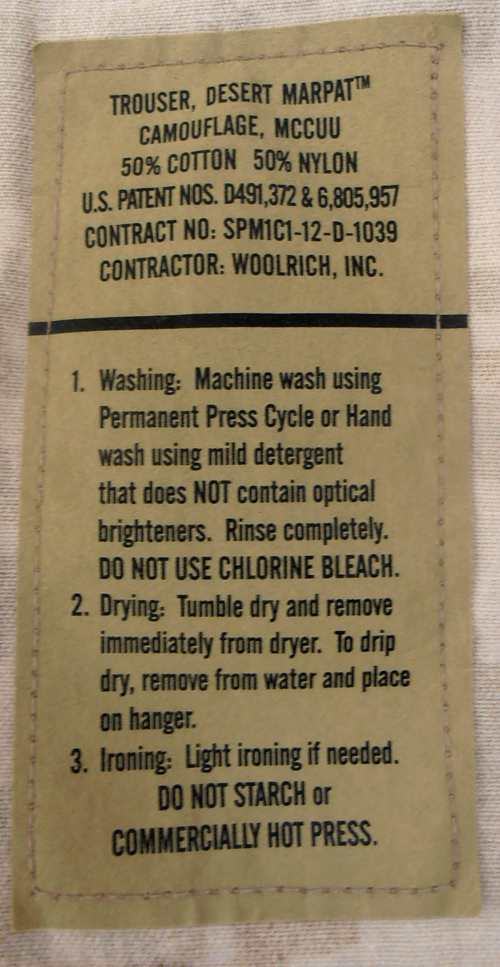 TROUSER, DESERT MARPAT™
CAMOUFLAGE, MCCUU
50% COTTON 50% NYLON
U.S. PATENT NOS. D491,372 & 6,805,957
CONTRACT NO: SPM1C1-12-D-1039
CONTRACTOR: WOOLRICH, INC.
1. Washing: Machine wash using
Permanent Press Cycle or Hand
wash using mild detergent
that does NOT contain optical
brighteners. Rinse completely.
DO NOT USE CHLORINE BLEACH.
2. Drying: Tumble dry and remove
immediately from dryer. To drip
dry, remove from water and place
on hanger.
3. Ironing: Light ironing if needed.
DO NOT STARCH or
COMMERCIALLY HOT PRESS.